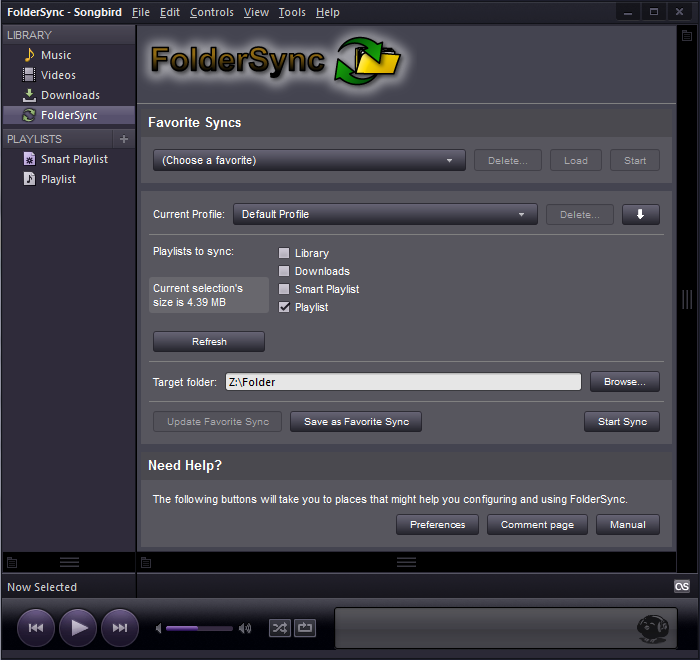 FolderSync - Songbird File Edit Controls View Tools Help
LIBRARY
Music
Videos
Downloads
FolderSync
PLAYLISTS +
Smart Playlist
Playlist
FolderSync
Favorite Syncs
(Choose a favorite) Delete... Load Start
Current Profile: Default Profile Delete...
Playlists to sync:
Library
Downloads
Smart Playlist
Playlist
Current selection's
size is 4.39 MB
Refresh
Target folder: Z:\Folder Browse...
Update Favorite Sync Save as Favorite Sync Start Sync
Need Help?
The following buttons will take you to places that might help you configuring and using FolderSync.
Preferences Comment page Manual
Now Selected